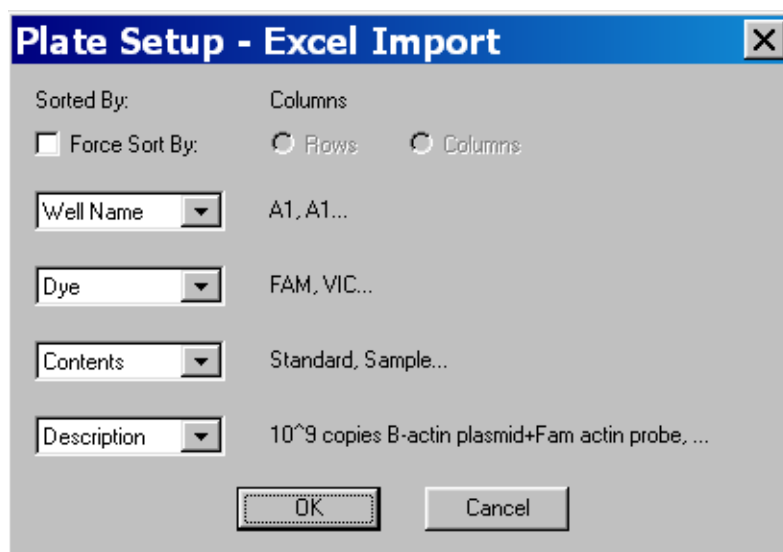 Plate Setup - Excel Import
Sorted By: Columns
Force Sort By: Rows Columns
Well Name A1, A1...
Dye FAM, VIC...
Contents Standard, Sample...
Description 10^9 copies B-actin plasmid+Fam actin probe, ...
OK Cancel